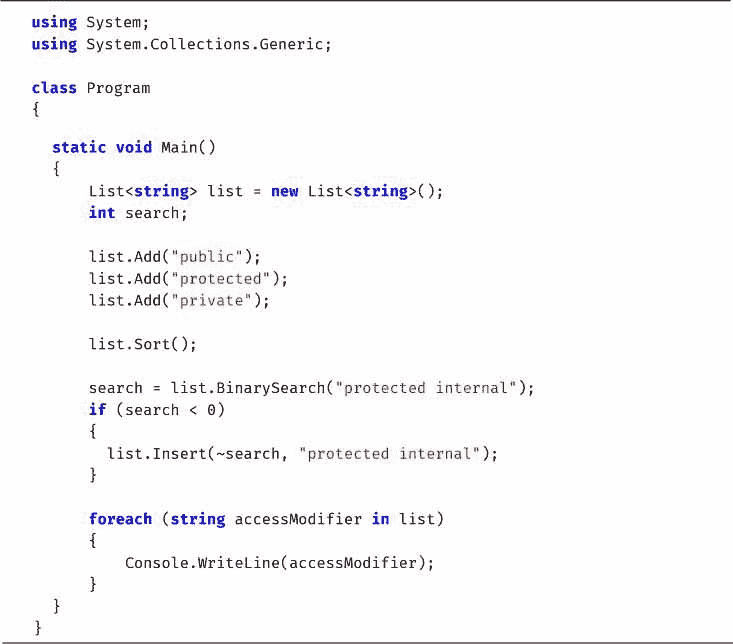 using System;
using System.Collections.Generic;

class Program
{

  static void Main()
  {
      List<string> list = new List<string>();
      int search;

      list.Add("public");
      list.Add("protected");
      list.Add("private");

      list.Sort();

      search = list.BinarySearch("protected internal");
      if (search < 0)
      {
        list.Insert(~search, "protected internal");
      }

      foreach (string accessModifier in list)
      {
          Console.WriteLine(accessModifier);
      }
  }
}